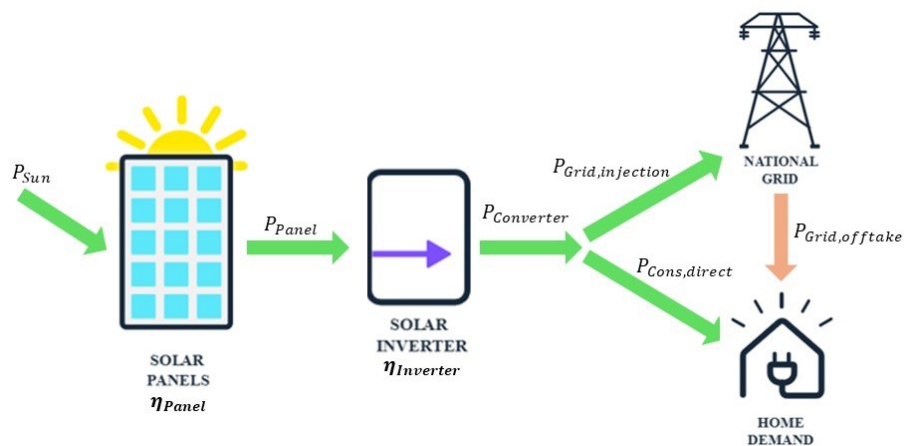 P_Sun
P_Panel
P_Converter
P_Grid,injection
P_Cons,direct
P_Grid,offtake
NATIONAL
GRID
SOLAR
PANELS
η_Panel
SOLAR
INVERTER
η_Inverter
HOME
DEMAND